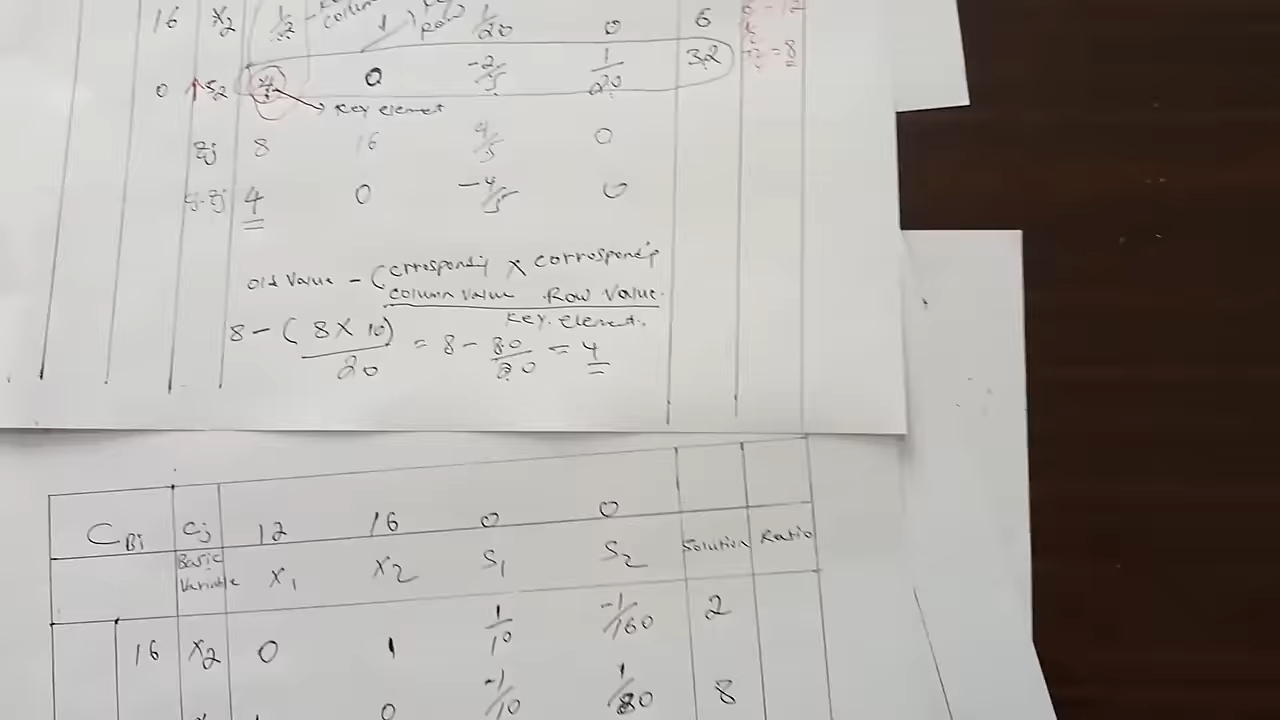 16 x2 1/2 column 1 Row 1/20 0 6
0 S2 0 -2/5 1/20 32 = 8
Key element
zj 8 16 4/5 0
cj-zj 4 0 -4/5 0
old value - (corresponding x corresponding
column value Row value
Key element.
8 - (8 X 10) = 8 - 80 = 4
20 20
CBi Cj 12 16 0 0
Basic Variable x1 x2 S1 S2 Solution Ratio
16 x2 0 1 1/10 -1/160 2
0 -1/10 1/80 8